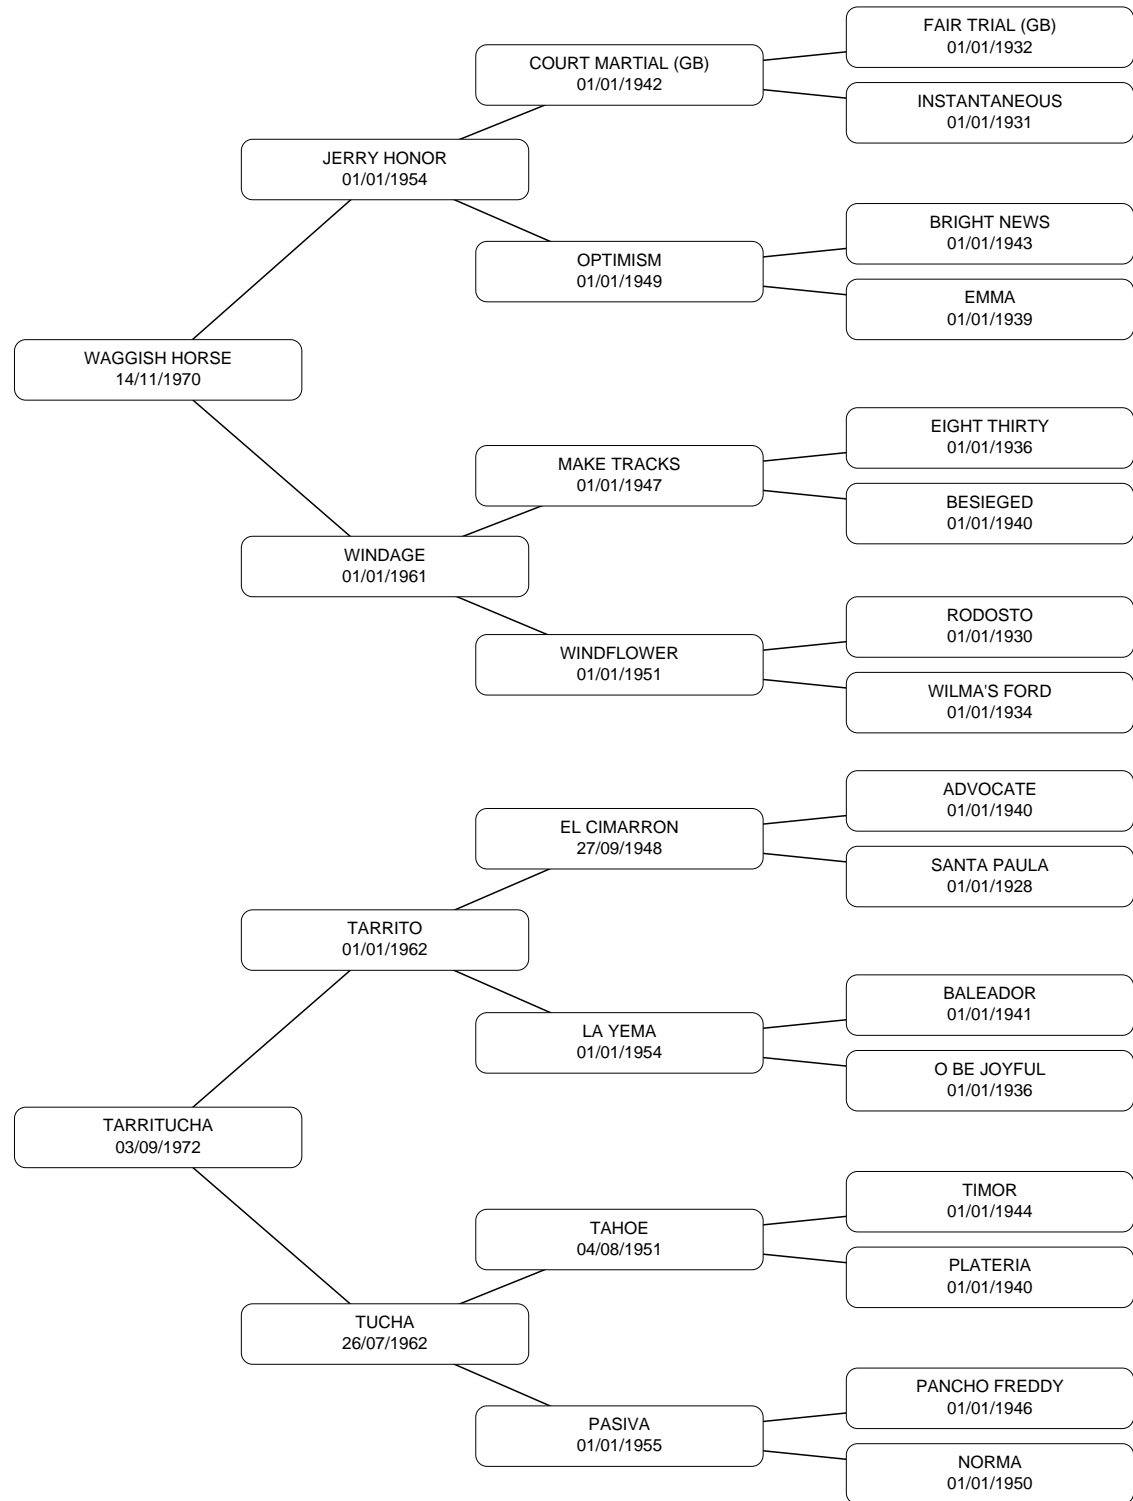 FAIR TRIAL (GB)
01/01/1932
COURT MARTIAL (GB)
01/01/1942
INSTANTANEOUS
01/01/1931
JERRY HONOR
01/01/1954
BRIGHT NEWS
01/01/1943
OPTIMISM
01/01/1949
EMMA
01/01/1939
WAGGISH HORSE
14/11/1970
EIGHT THIRTY
01/01/1936
MAKE TRACKS
01/01/1947
BESIEGED
01/01/1940
WINDAGE
01/01/1961
RODOSTO
01/01/1930
WINDFLOWER
01/01/1951
WILMA'S FORD
01/01/1934
ADVOCATE
01/01/1940
EL CIMARRON
27/09/1948
SANTA PAULA
01/01/1928
TARRITO
01/01/1962
BALEADOR
01/01/1941
LA YEMA
01/01/1954
O BE JOYFUL
01/01/1936
TARRITUCHA
03/09/1972
TIMOR
01/01/1944
TAHOE
04/08/1951
PLATERIA
01/01/1940
TUCHA
26/07/1962
PANCHO FREDDY
01/01/1946
PASIVA
01/01/1955
NORMA
01/01/1950